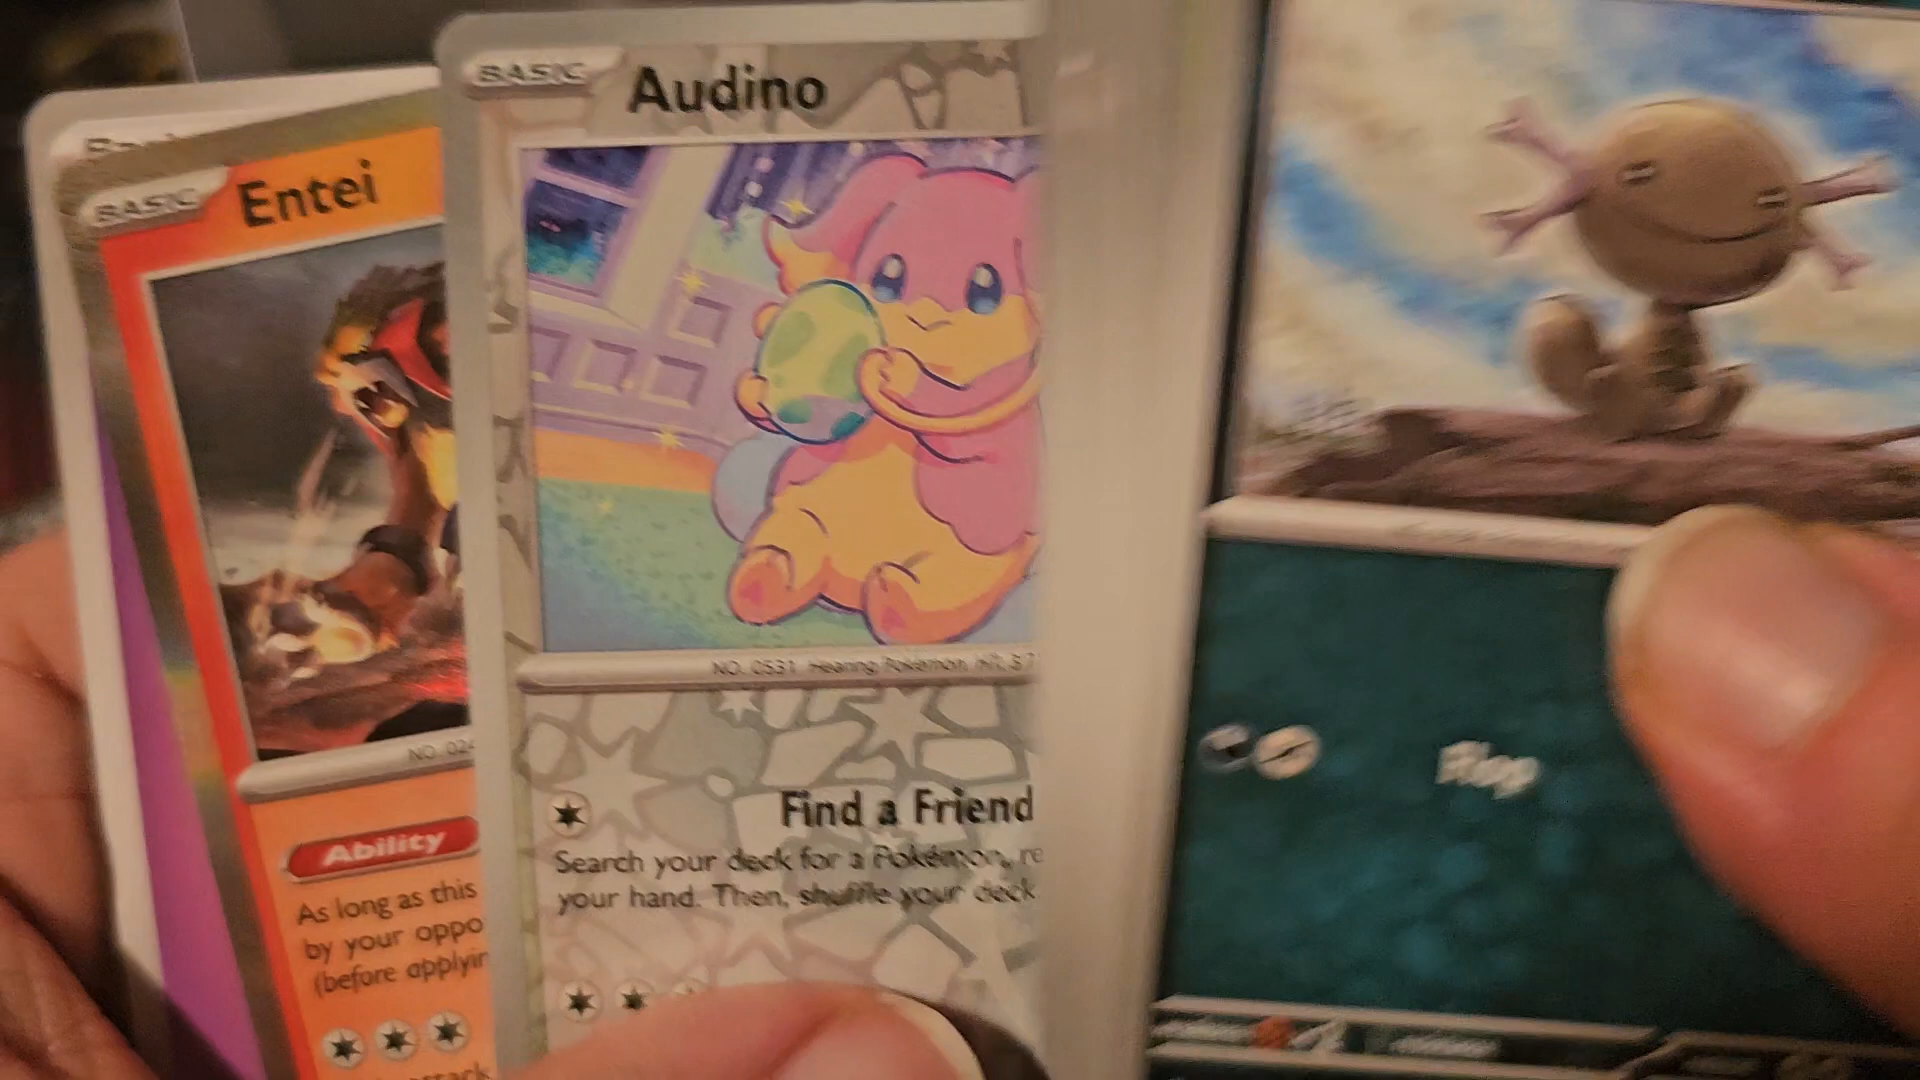 BASIC
Entei
NO. 024
Ability
As long as this
by your oppo
(before applyin
attack
BASIC
Audino
NO. 0531 Hearing Pokémon HT: 3'7
Find a Friend
Search your deck for a Pokémon, re
your hand. Then, shuffle your deck